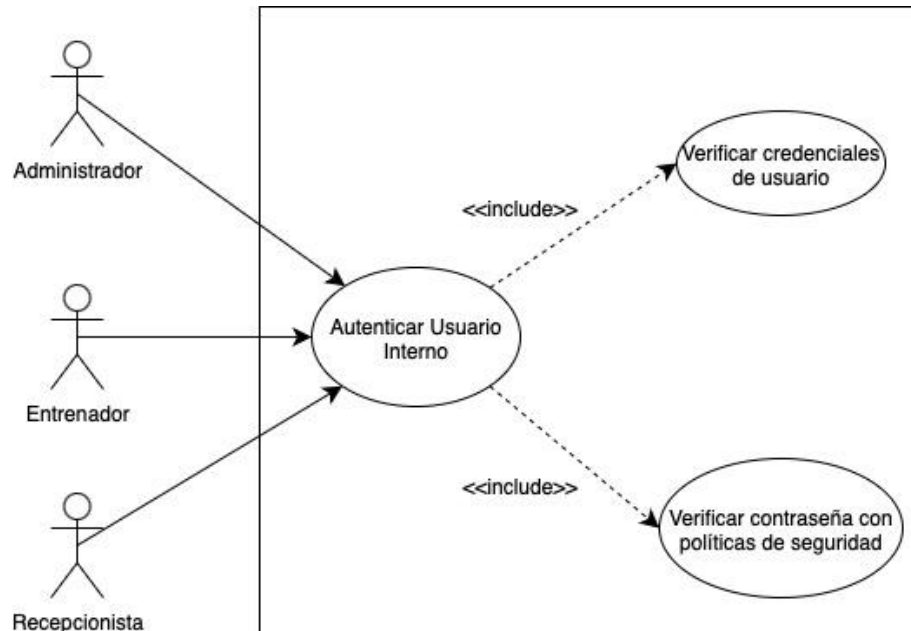 Administrador
Verificar credenciales
de usuario
<<include>>
Autenticar Usuario
Interno
Entrenador
<<include>>
Verificar contraseña con
políticas de seguridad
Recepcionista